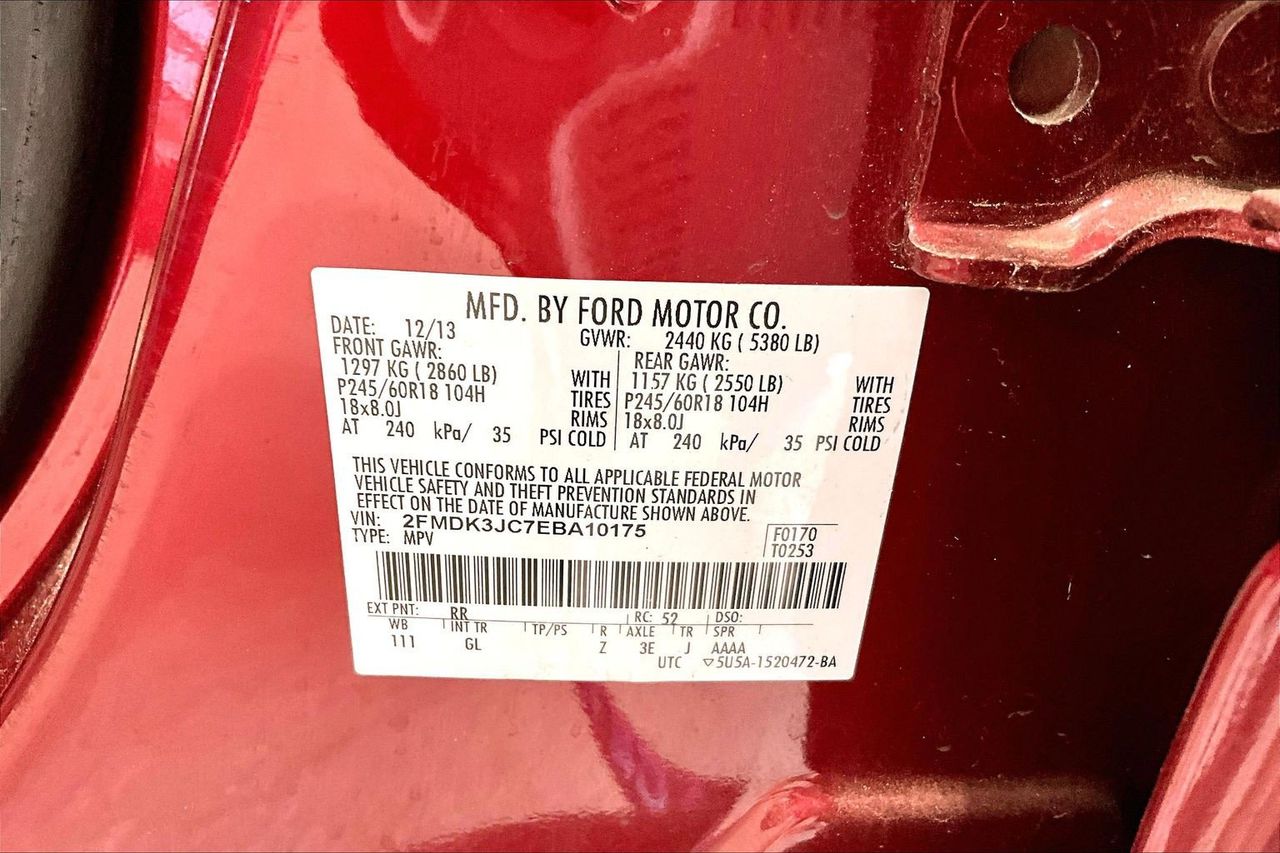 MFD. BY FORD MOTOR CO.
DATE: 12/13 GVWR: 2440 KG ( 5380 LB)
FRONT GAWR: REAR GAWR:
1297 KG ( 2860 LB) WITH 1157 KG ( 2550 LB) WITH
P245/60R18 104H TIRES P245/60R18 104H TIRES
18x8.0J RIMS 18x8.0J RIMS
AT 240 kPa/ 35 PSI COLD AT 240 kPa/ 35 PSI COLD
THIS VEHICLE CONFORMS TO ALL APPLICABLE FEDERAL MOTOR
VEHICLE SAFETY AND THEFT PREVENTION STANDARDS IN
EFFECT ON THE DATE OF MANUFACTURE SHOWN ABOVE.
VIN: 2FMDK3JC7EBA10175 F0170
TYPE: MPV T0253
EXT PNT: RR RC: 52 DSO:
WB INT TR TP/PS R AXLE TR SPR
111 GL Z 3E J AAAA
UTC ▽5U5A-1520472-BA